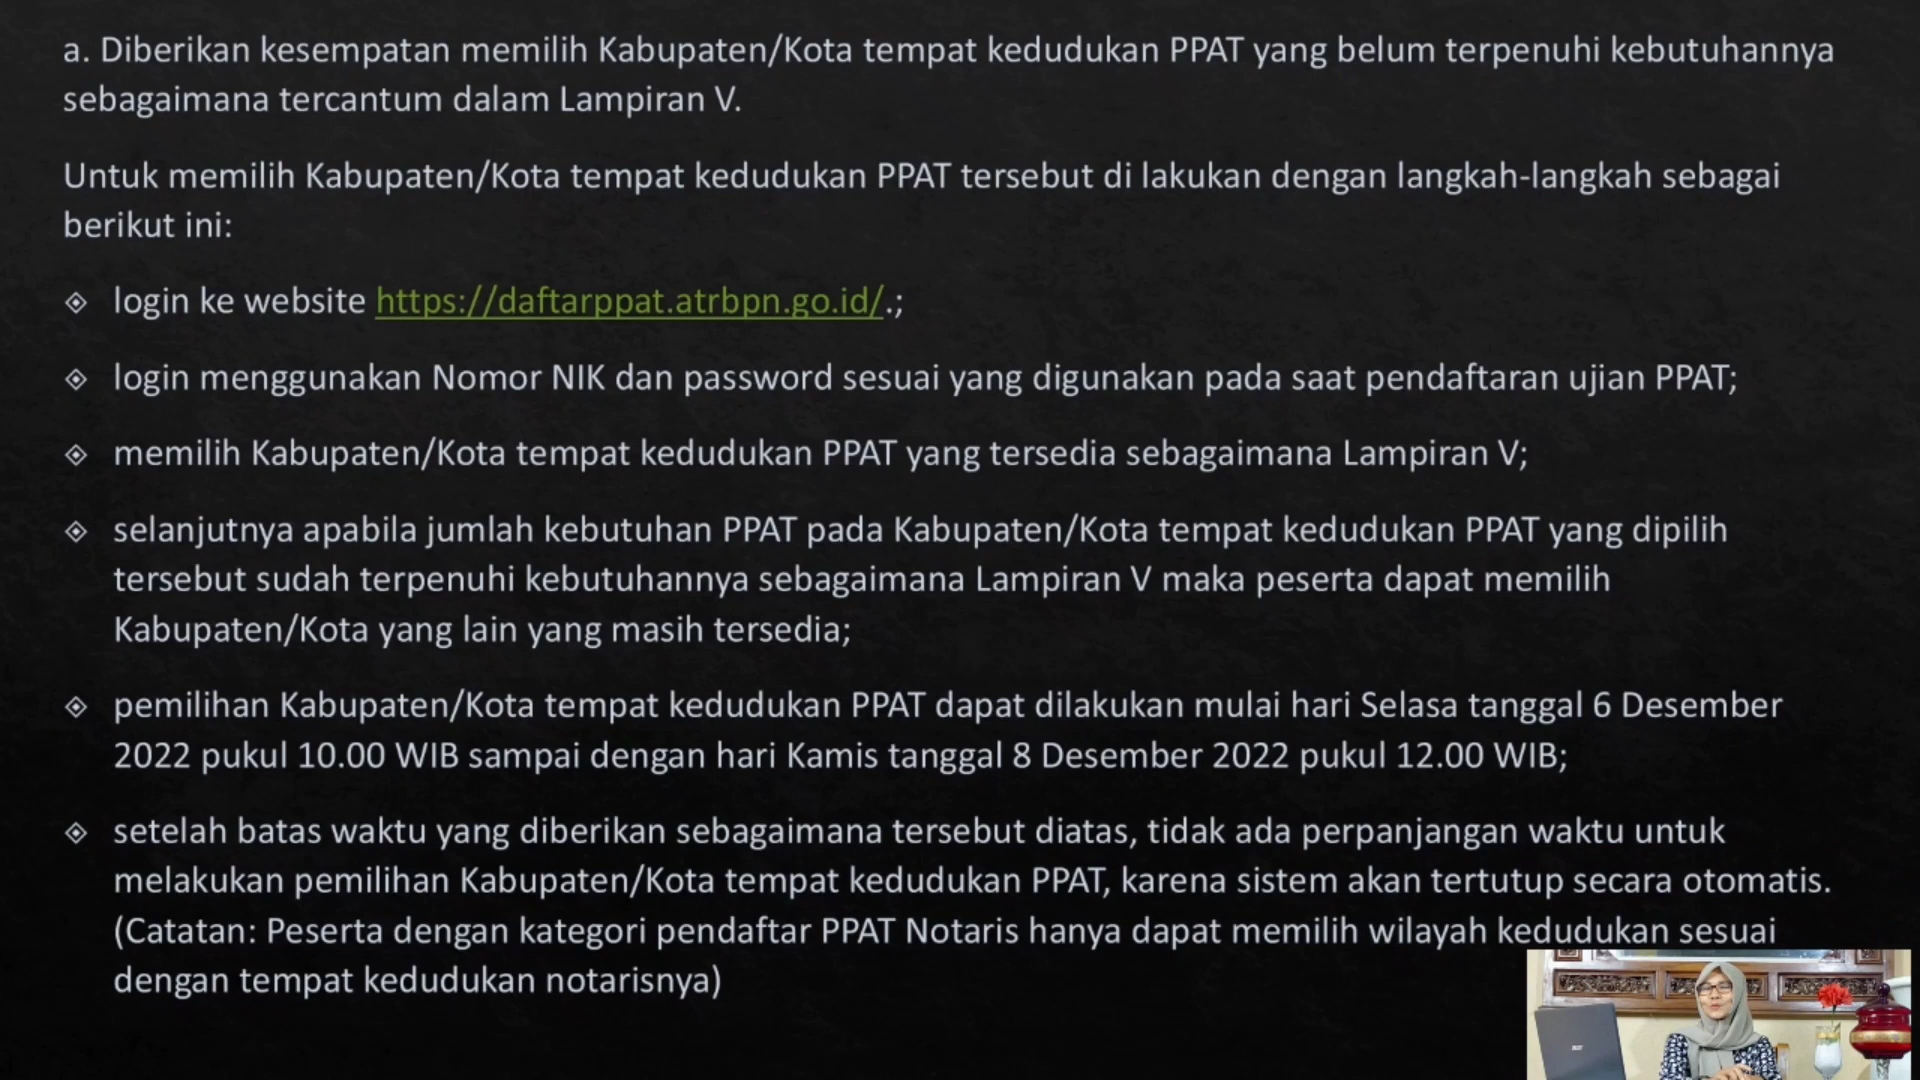 a. Diberikan kesempatan memilih Kabupaten/Kota tempat kedudukan PPAT yang belum terpenuhi kebutuhannya
sebagaimana tercantum dalam Lampiran V.
Untuk memilih Kabupaten/Kota tempat kedudukan PPAT tersebut di lakukan dengan langkah-langkah sebagai
berikut ini:
login ke website https://daftarppat.atrbpn.go.id/.;
login menggunakan Nomor NIK dan password sesuai yang digunakan pada saat pendaftaran ujian PPAT;
memilih Kabupaten/Kota tempat kedudukan PPAT yang tersedia sebagaimana Lampiran V;
selanjutnya apabila jumlah kebutuhan PPAT pada Kabupaten/Kota tempat kedudukan PPAT yang dipilih
tersebut sudah terpenuhi kebutuhannya sebagaimana Lampiran V maka peserta dapat memilih
Kabupaten/Kota yang lain yang masih tersedia;
pemilihan Kabupaten/Kota tempat kedudukan PPAT dapat dilakukan mulai hari Selasa tanggal 6 Desember
2022 pukul 10.00 WIB sampai dengan hari Kamis tanggal 8 Desember 2022 pukul 12.00 WIB;
setelah batas waktu yang diberikan sebagaimana tersebut diatas, tidak ada perpanjangan waktu untuk
melakukan pemilihan Kabupaten/Kota tempat kedudukan PPAT, karena sistem akan tertutup secara otomatis.
(Catatan: Peserta dengan kategori pendaftar PPAT Notaris hanya dapat memilih wilayah kedudukan sesuai
dengan tempat kedudukan notarisnya)